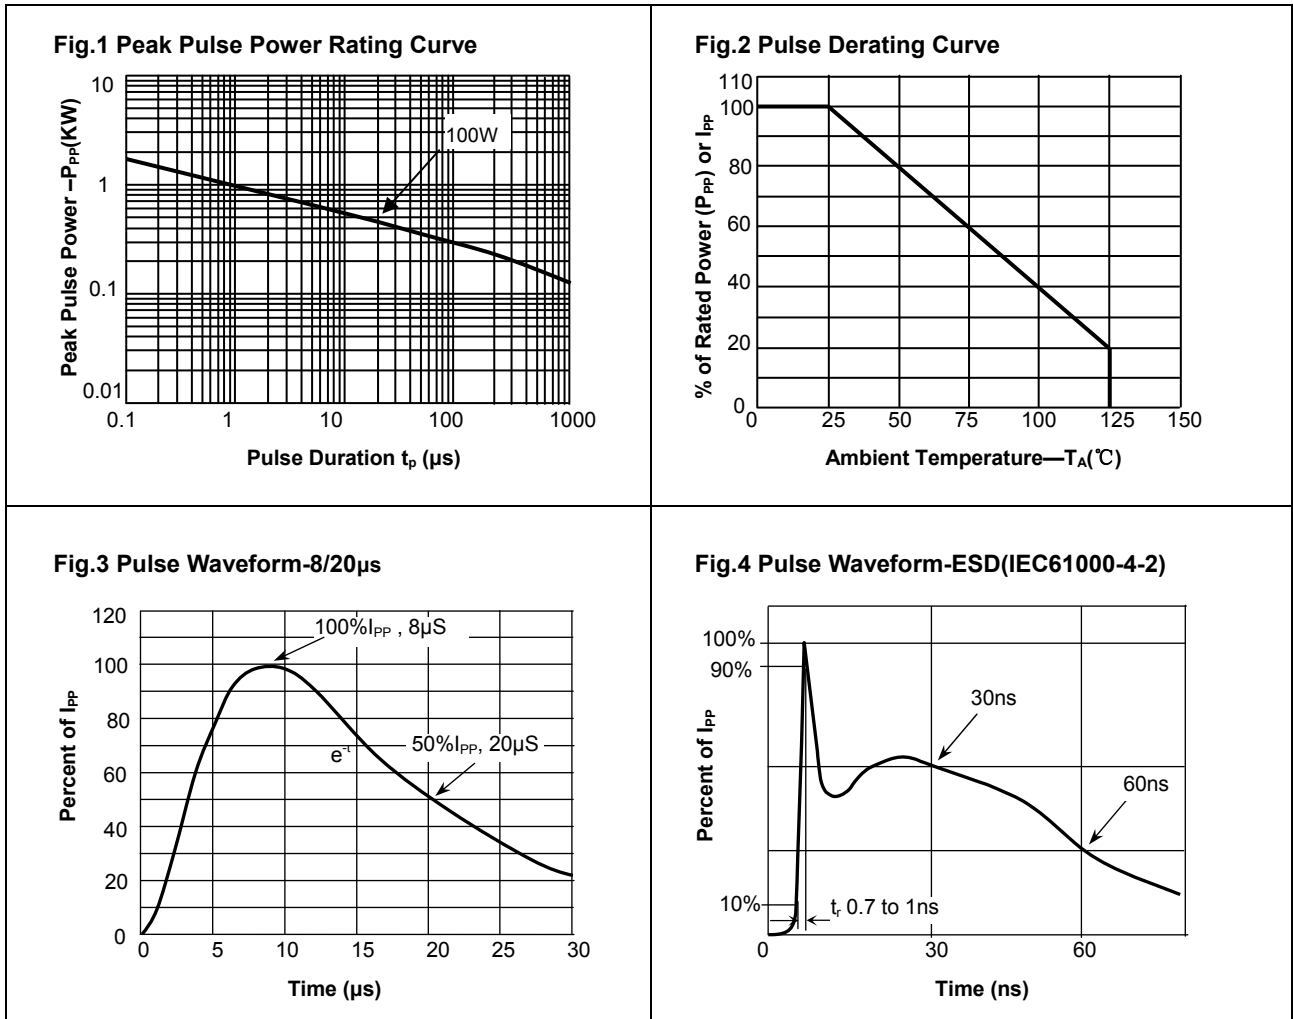 Fig.1 Peak Pulse Power Rating Curve
Peak Pulse Power –PPP(KW)
10
1
0.1
0.01
100W
0.1 1 10 100 1000
Pulse Duration tp (µs)
Fig.2 Pulse Derating Curve
% of Rated Power (PPP) or IPP
110
100
80
60
40
20
0
25 50 75 100 125 150
Ambient Temperature—TA(℃)
Fig.3 Pulse Waveform-8/20µs
Percent of IPP
120
100
80
60
40
20
0
100%IPP , 8µS
e-t
50%IPP, 20µS
0 5 10 15 20 25 30
Time (µs)
Fig.4 Pulse Waveform-ESD(IEC61000-4-2)
Percent of IPP
100%
90%
10%
30ns
60ns
tr 0.7 to 1ns
0 30 60
Time (ns)